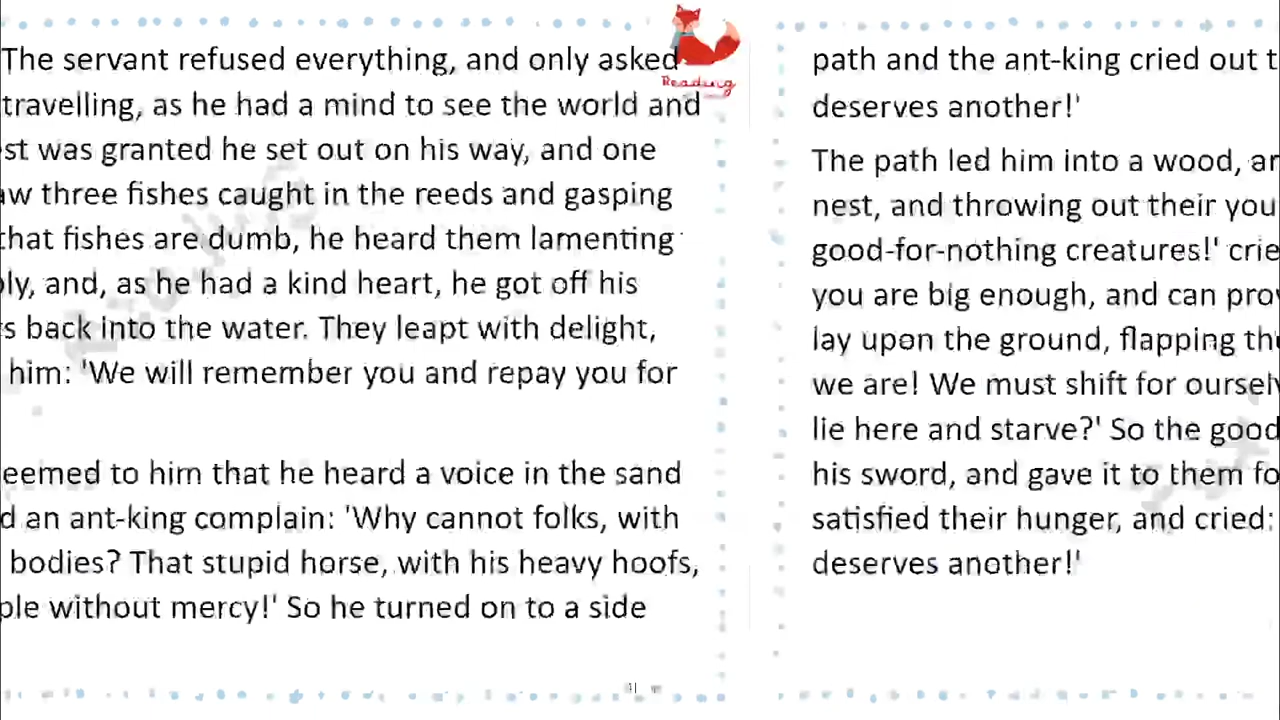 The servant refused everything, and only asked
travelling, as he had a mind to see the world and
st was granted he set out on his way, and one
aw three fishes caught in the reeds and gasping
that fishes are dumb, he heard them lamenting
ly, and, as he had a kind heart, he got off his
s back into the water. They leapt with delight,
him: 'We will remember you and repay you for
eemed to him that he heard a voice in the sand
d an ant-king complain: 'Why cannot folks, with
bodies? That stupid horse, with his heavy hoofs,
ple without mercy!' So he turned on to a side
41
Reading
path and the ant-king cried out t
deserves another!'
The path led him into a wood, an
nest, and throwing out their you
good-for-nothing creatures!' crie
you are big enough, and can prov
lay upon the ground, flapping the
we are! We must shift for ourselv
lie here and starve?' So the good
his sword, and gave it to them fo
satisfied their hunger, and cried:
deserves another!'